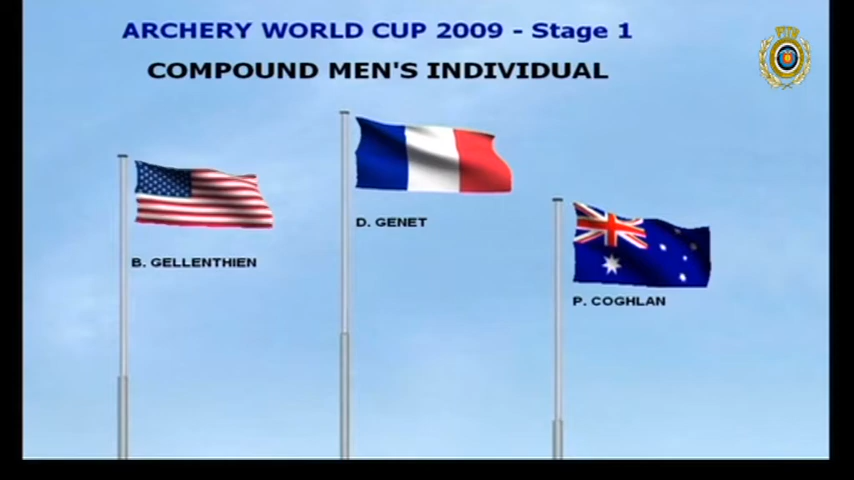 ARCHERY WORLD CUP 2009 - Stage 1
COMPOUND MEN'S INDIVIDUAL
D. GENET
B. GELLENTHIEN
P. COGHLAN